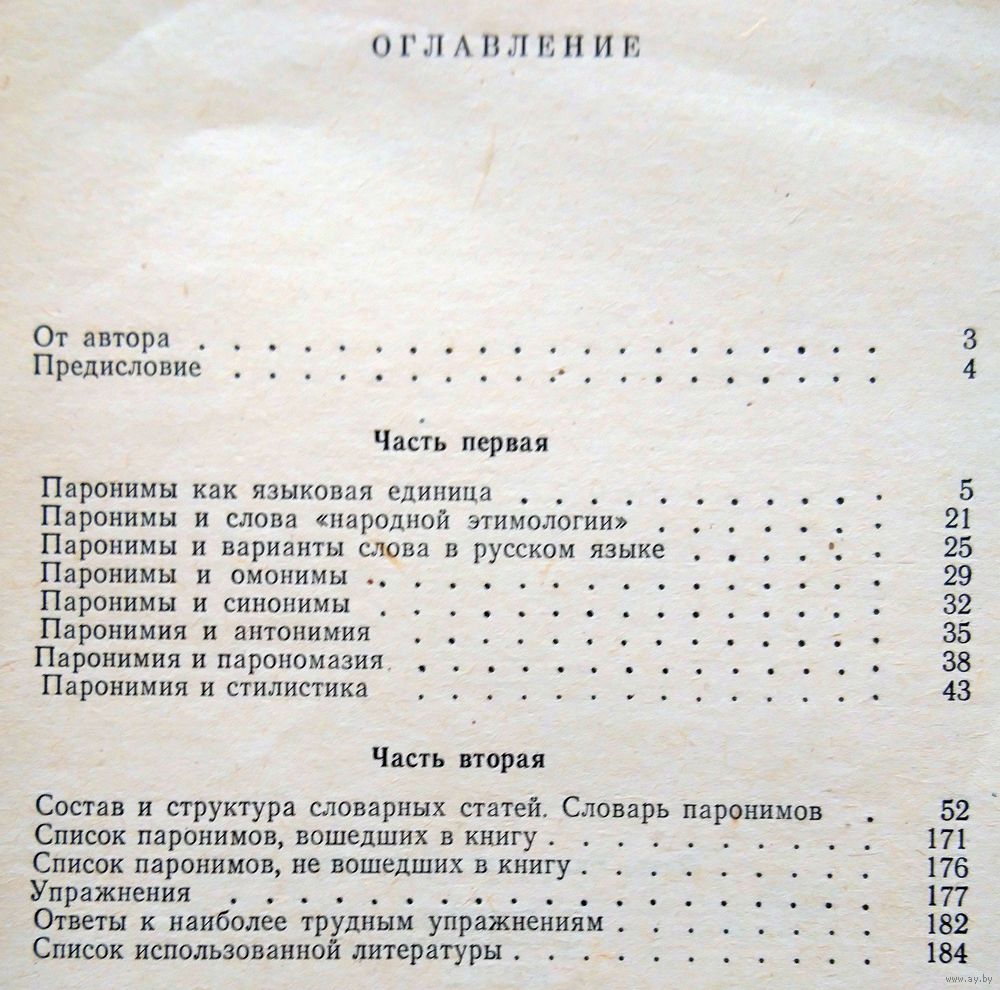 ОГЛАВЛЕНИЕ
От автора . . . . . . . . . . . . . . . . . . . . 3
Предисловие . . . . . . . . . . . . . . . . . . . 4
Часть первая
Паронимы как языковая единица . . . . . . . . . . . 5
Паронимы и слова «народной этимологии» . . . . . . . 21
Паронимы и варианты слова в русском языке . . . . . . 25
Паронимы и омонимы . . . . . . . . . . . . . . . 29
Паронимы и синонимы . . . . . . . . . . . . . . . 32
Паронимия и антонимия . . . . . . . . . . . . . . 35
Паронимия и парономазия . . . . . . . . . . . . . . 38
Паронимия и стилистика . . . . . . . . . . . . . . 43
Часть вторая
Состав и структура словарных статей. Словарь паронимов . 52
Список паронимов, вошедших в книгу . . . . . . . . . . 171
Список паронимов, не вошедших в книгу . . . . . . . . . 176
Упражнения . . . . . . . . . . . . . . . . . . . 177
Ответы к наиболее трудным упражнениям . . . . . . . . 182
Список использованной литературы . . . . . . . . . . . 184
www.ay.by